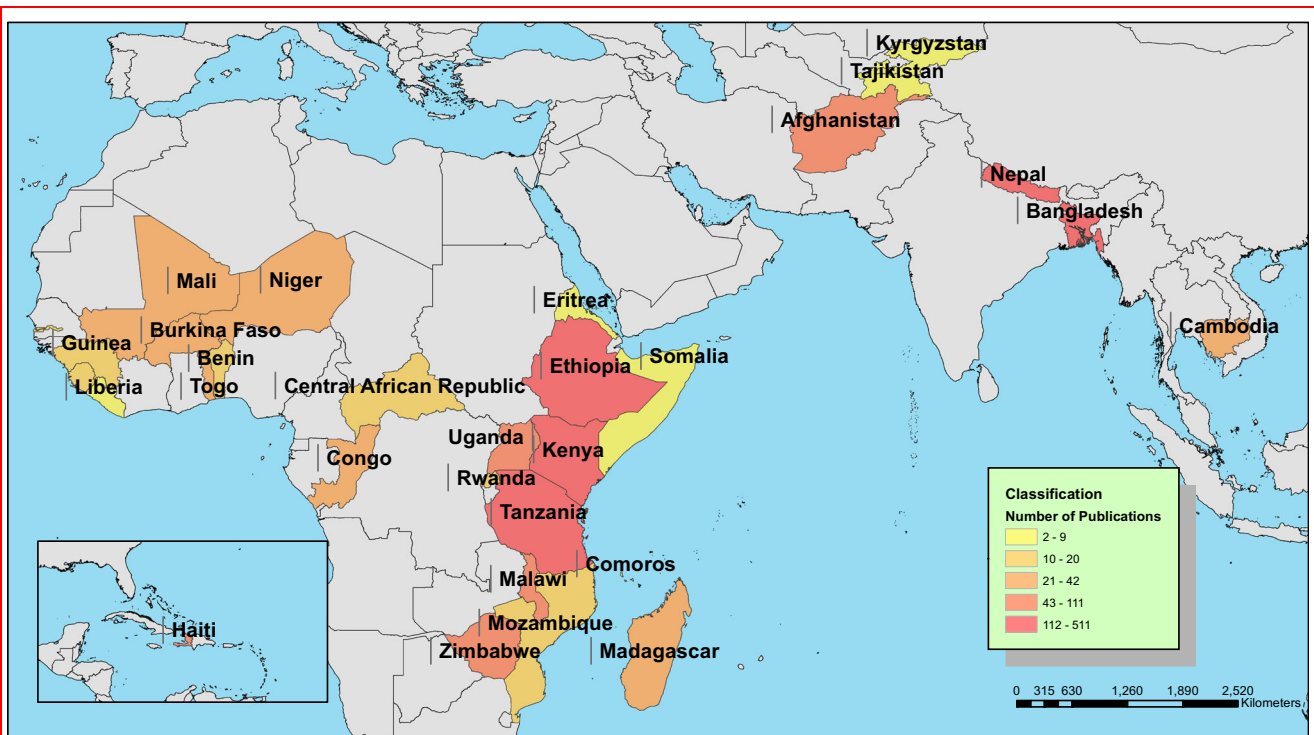 Kyrgyzstan
Tajikistan
Afghanistan
Nepal
Bangladesh
Mali
Niger
Eritrea
Burkina Faso
Cambodia
Guinea
Benin
Somalia
Ethiopia
Liberia
Togo
Central African Republic
Uganda
Kenya
Congo
Rwanda
Tanzania
Comoros
Malawi
Mozambique
Haiti
Zimbabwe
Madagascar
Classification
Number of Publications
2 - 9
10 - 20
21 - 42
43 - 111
112 - 511
0 315 630 1,260 1,890 2,520
Kilometers